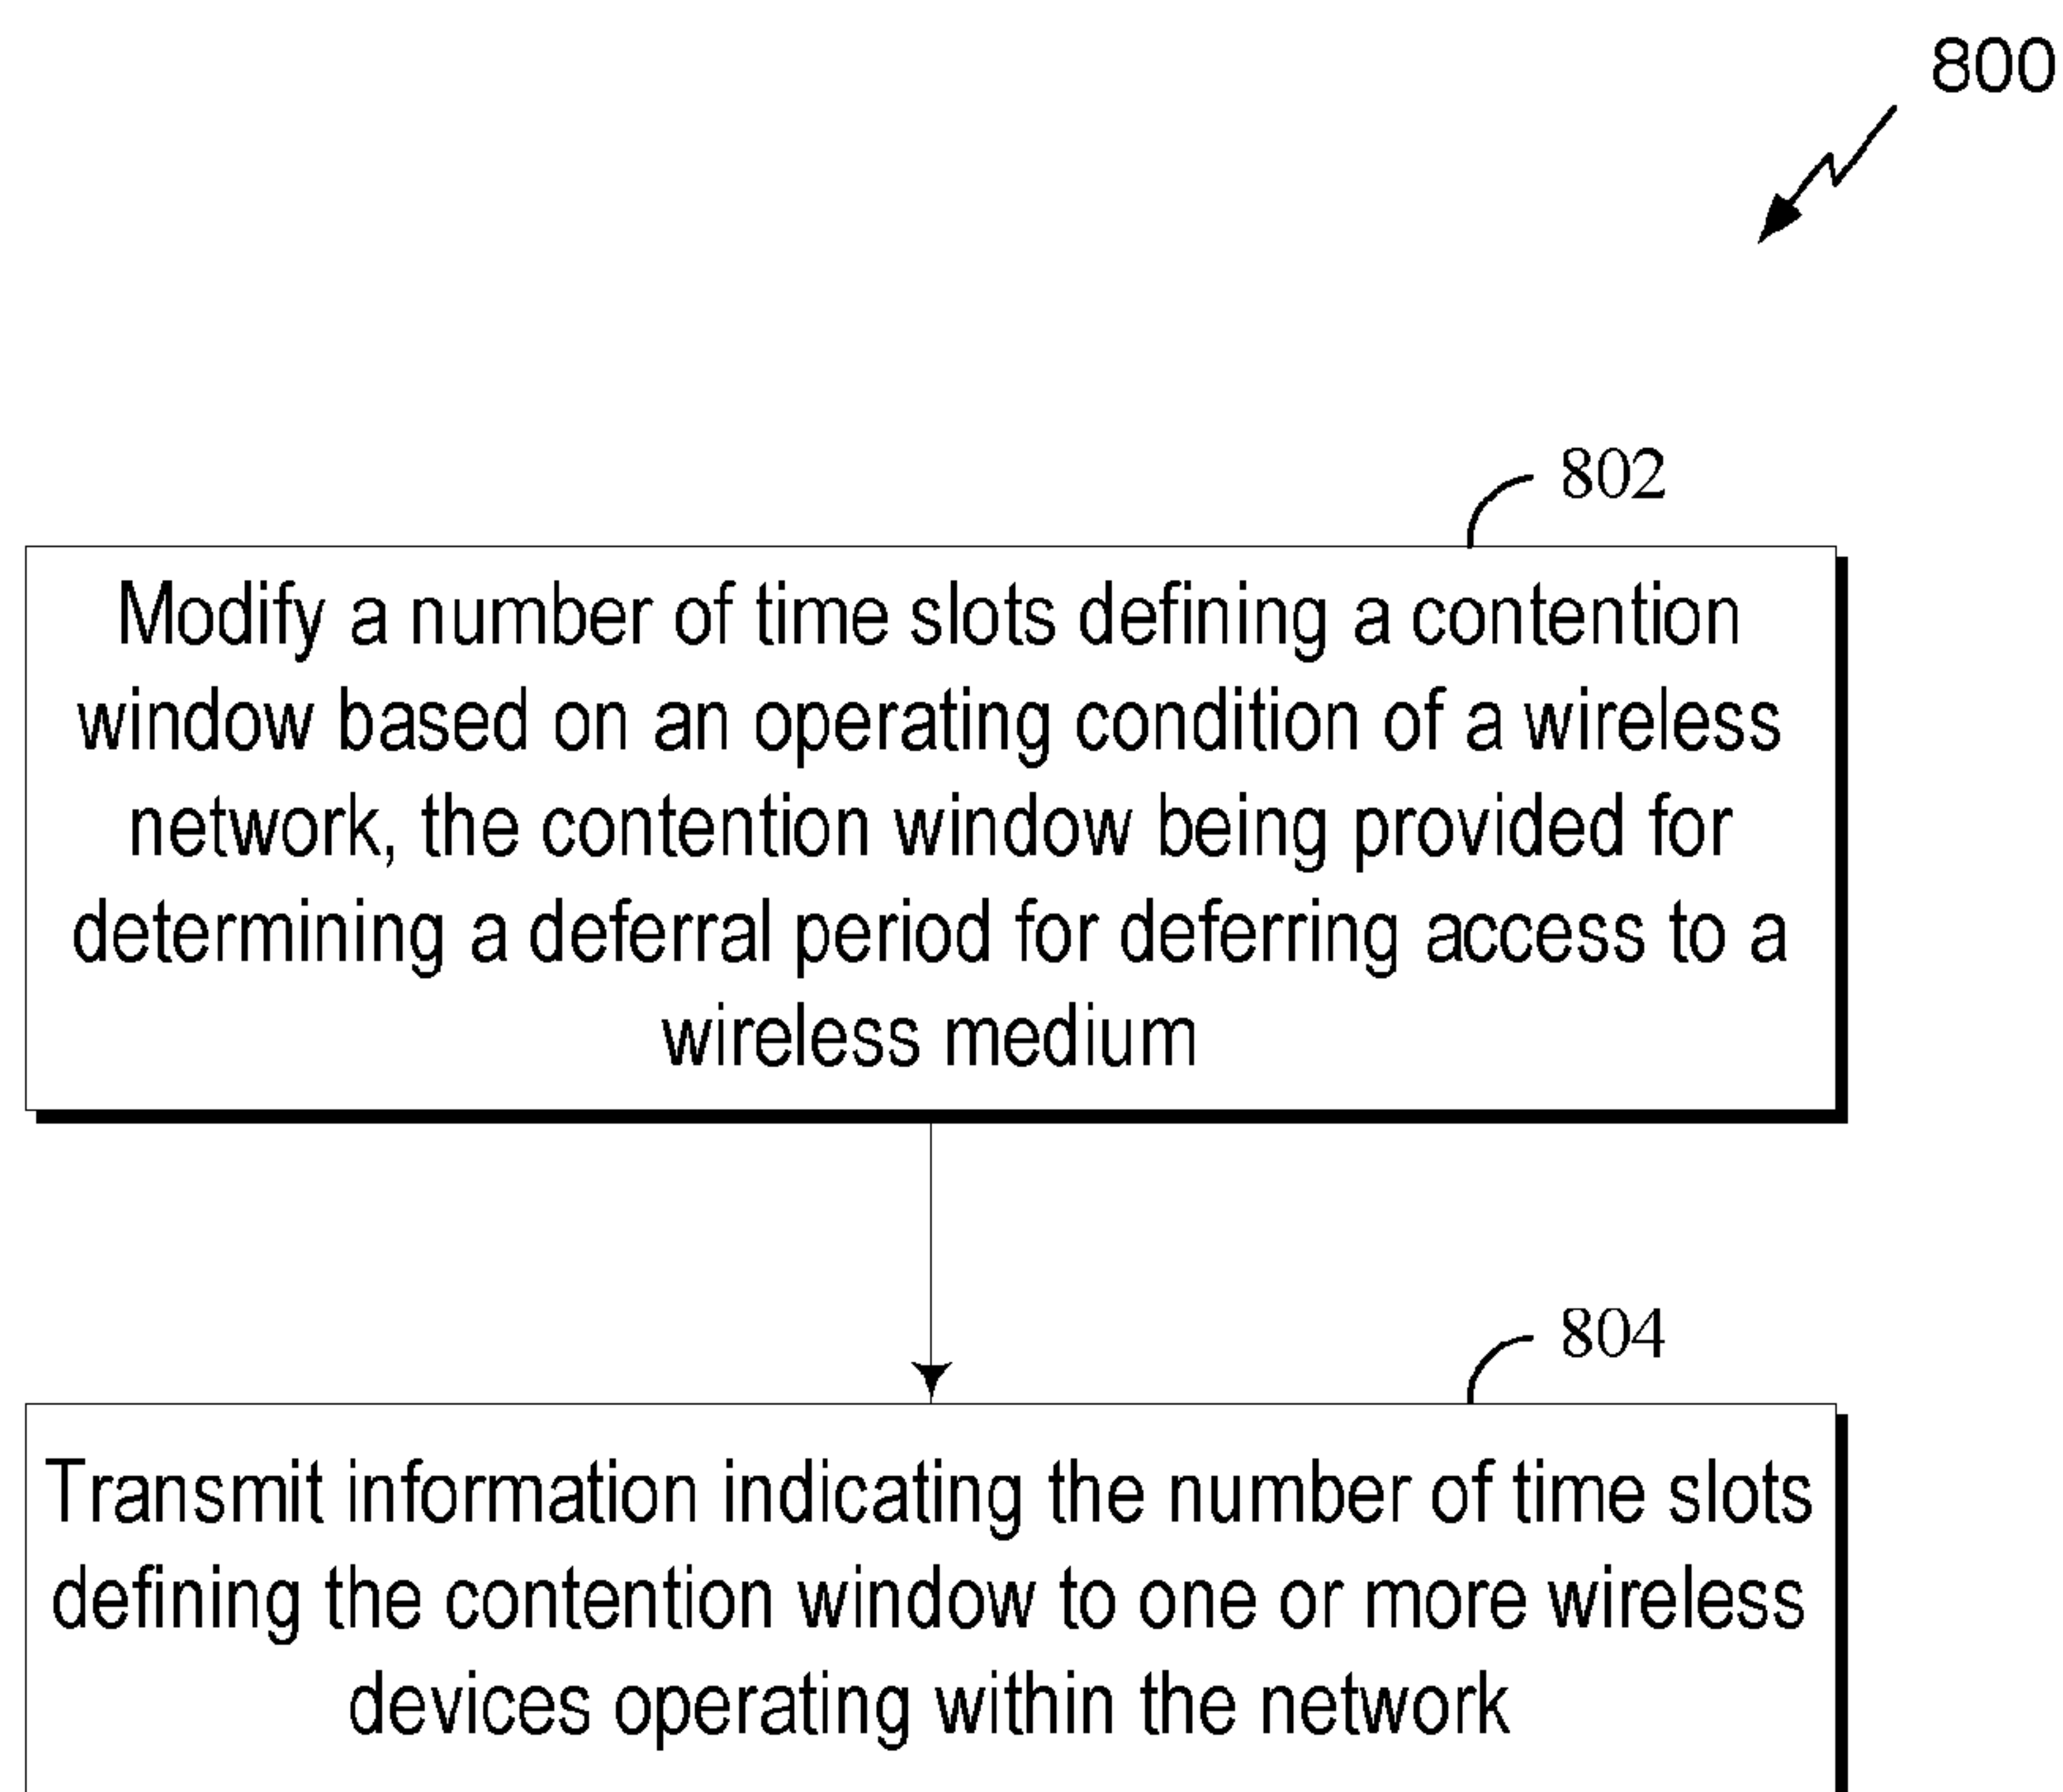 800
802
Modify a number of time slots defining a contention
window based on an operating condition of a wireless
network, the contention window being provided for
determining a deferral period for deferring access to a
wireless medium
804
Transmit information indicating the number of time slots
defining the contention window to one or more wireless
devices operating within the network